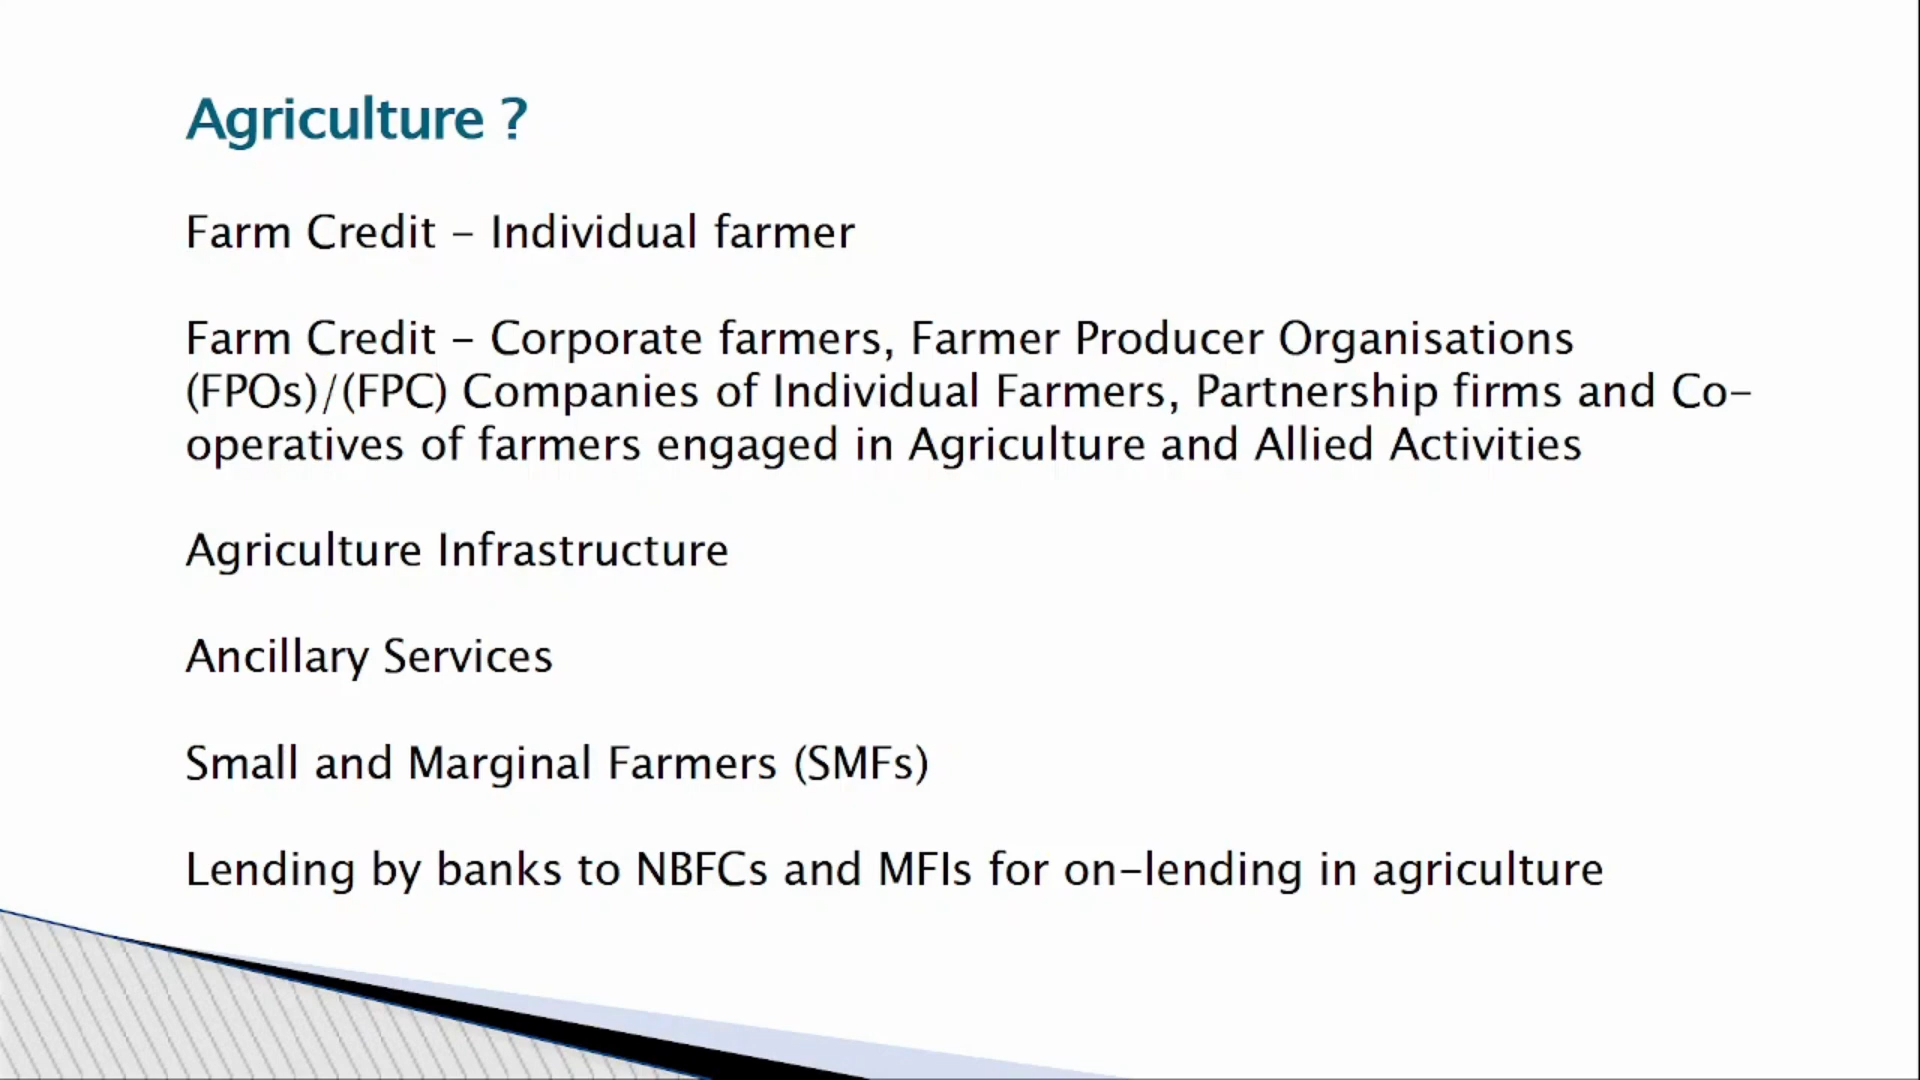 Agriculture ?
Farm Credit – Individual farmer
Farm Credit – Corporate farmers, Farmer Producer Organisations
(FPOs)/(FPC) Companies of Individual Farmers, Partnership firms and Co-
operatives of farmers engaged in Agriculture and Allied Activities
Agriculture Infrastructure
Ancillary Services
Small and Marginal Farmers (SMFs)
Lending by banks to NBFCs and MFIs for on-lending in agriculture